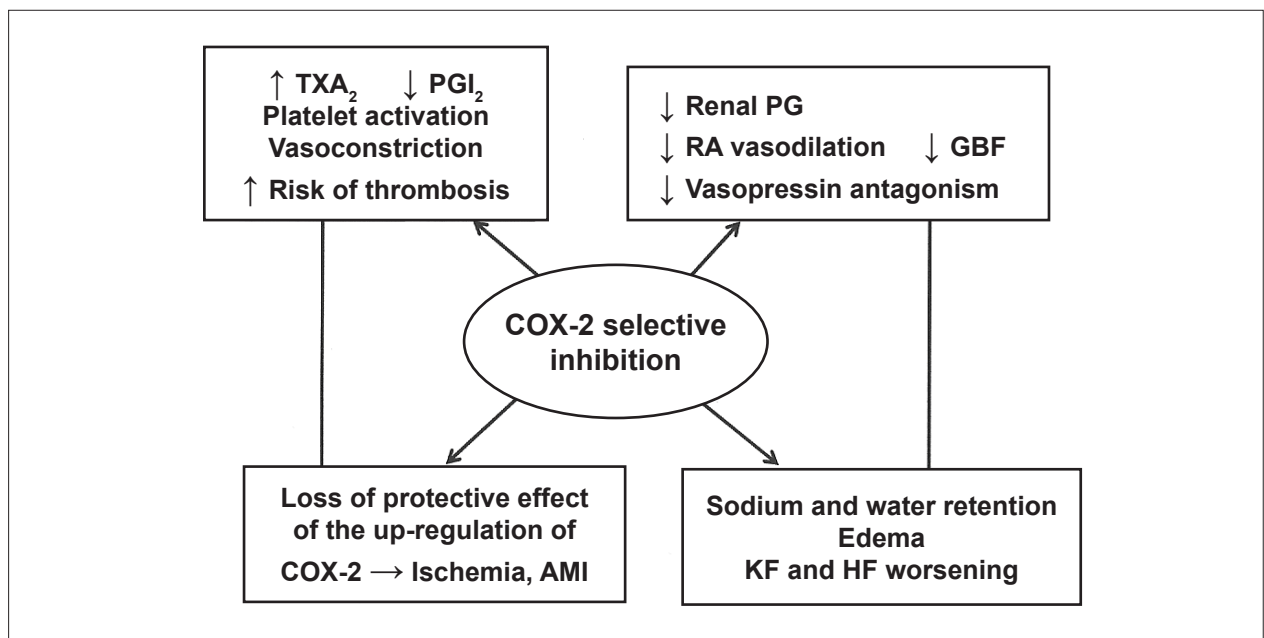 ↑ TXA₂ ↓ PGI₂
Platelet activation
Vasoconstriction
↑ Risk of thrombosis
↓ Renal PG
↓ RA vasodilation ↓ GBF
↓ Vasopressin antagonism
COX-2 selective
inhibition
Loss of protective effect
of the up-regulation of
COX-2 → Ischemia, AMI
Sodium and water retention
Edema
KF and HF worsening